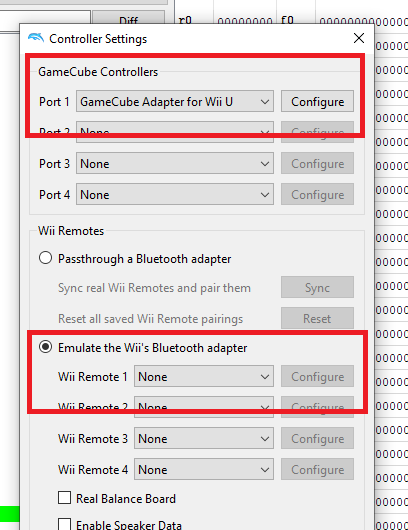 Diff
r0 00000000 f0 000000000000
Controller Settings
GameCube Controllers
Port 1 GameCube Adapter for Wii U Configure
Port 2 None Configure
Port 3 None Configure
Port 4 None Configure
Wii Remotes
Passthrough a Bluetooth adapter
Sync real Wii Remotes and pair them Sync
Reset all saved Wii Remote pairings Reset
Emulate the Wii's Bluetooth adapter
Wii Remote 1 None Configure
Wii Remote 2 None Configure
Wii Remote 3 None Configure
Wii Remote 4 None Configure
Real Balance Board
Enable Speaker Data